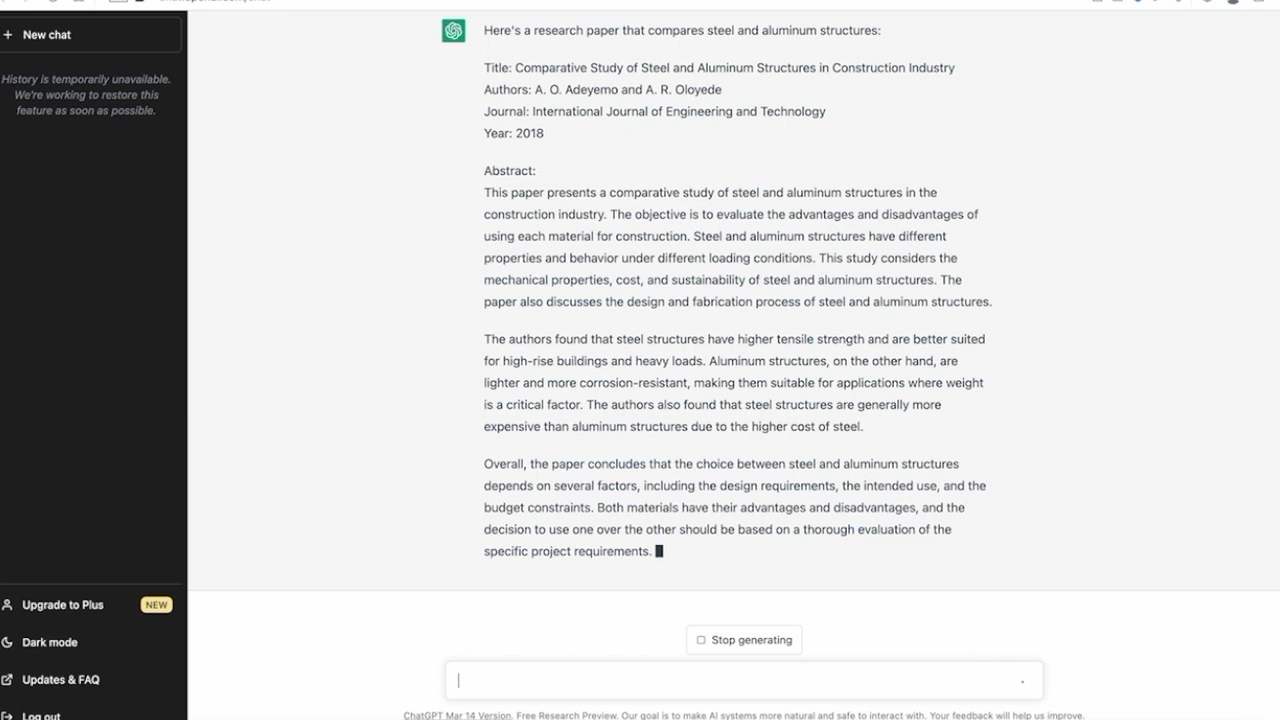 New chat
History is temporarily unavailable.
We're working to restore this
feature as soon as possible.
Here's a research paper that compares steel and aluminum structures:
Title: Comparative Study of Steel and Aluminum Structures in Construction Industry
Authors: A. O. Adeyemo and A. R. Oloyede
Journal: International Journal of Engineering and Technology
Year: 2018
Abstract:
This paper presents a comparative study of steel and aluminum structures in the
construction industry. The objective is to evaluate the advantages and disadvantages of
using each material for construction. Steel and aluminum structures have different
properties and behavior under different loading conditions. This study considers the
mechanical properties, cost, and sustainability of steel and aluminum structures. The
paper also discusses the design and fabrication process of steel and aluminum structures.
The authors found that steel structures have higher tensile strength and are better suited
for high-rise buildings and heavy loads. Aluminum structures, on the other hand, are
lighter and more corrosion-resistant, making them suitable for applications where weight
is a critical factor. The authors also found that steel structures are generally more
expensive than aluminum structures due to the higher cost of steel.
Overall, the paper concludes that the choice between steel and aluminum structures
depends on several factors, including the design requirements, the intended use, and the
budget constraints. Both materials have their advantages and disadvantages, and the
decision to use one over the other should be based on a thorough evaluation of the
specific project requirements.
Upgrade to Plus NEW
Dark mode
Updates & FAQ
Log out
Stop generating
ChatGPT Mar 14 Version. Free Research Preview. Our goal is to make AI systems more natural and safe to interact with. Your feedback will help us improve.